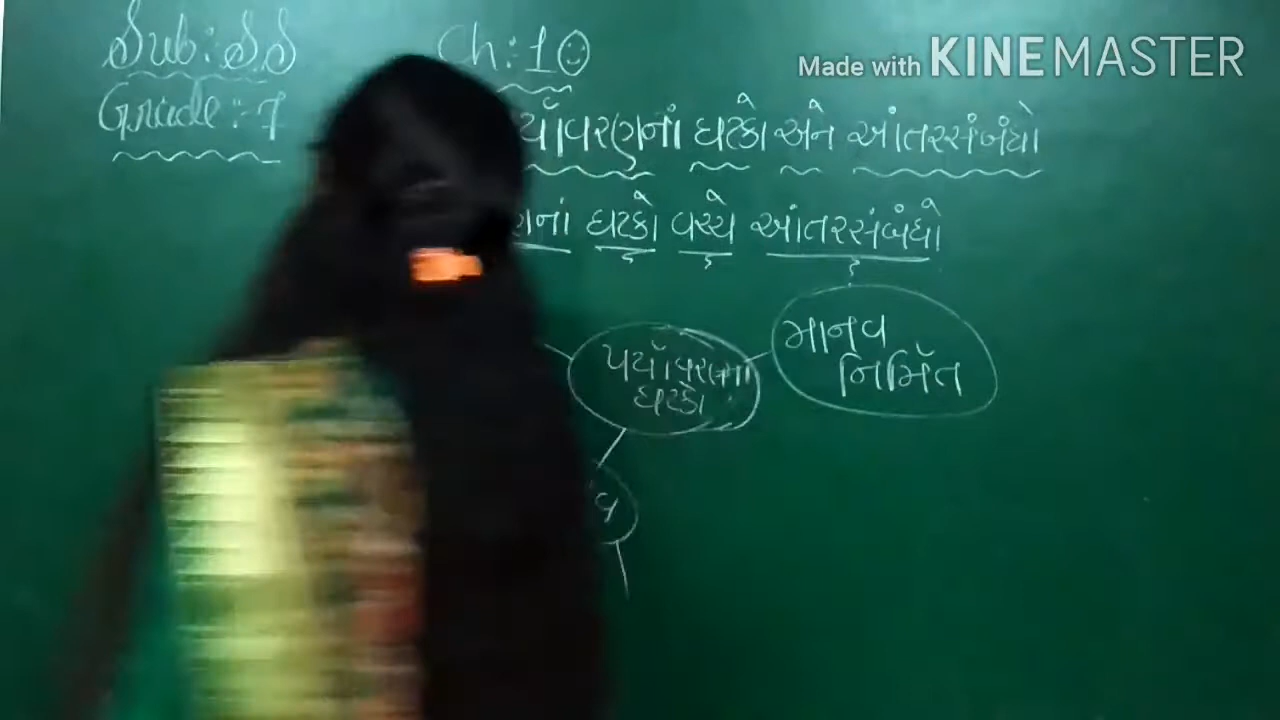 Sub: S.S
Ch: 10
Made with KINEMASTER
Grade :- 7
ર્યાવરણનાં ઘટકો અને આંતરસંબંધો
ણનાં ઘટકો વચ્ચે આંતરસંબંધો
માનવ
નિર્મિત
પર્યાવરણના
ઘટકો
વ